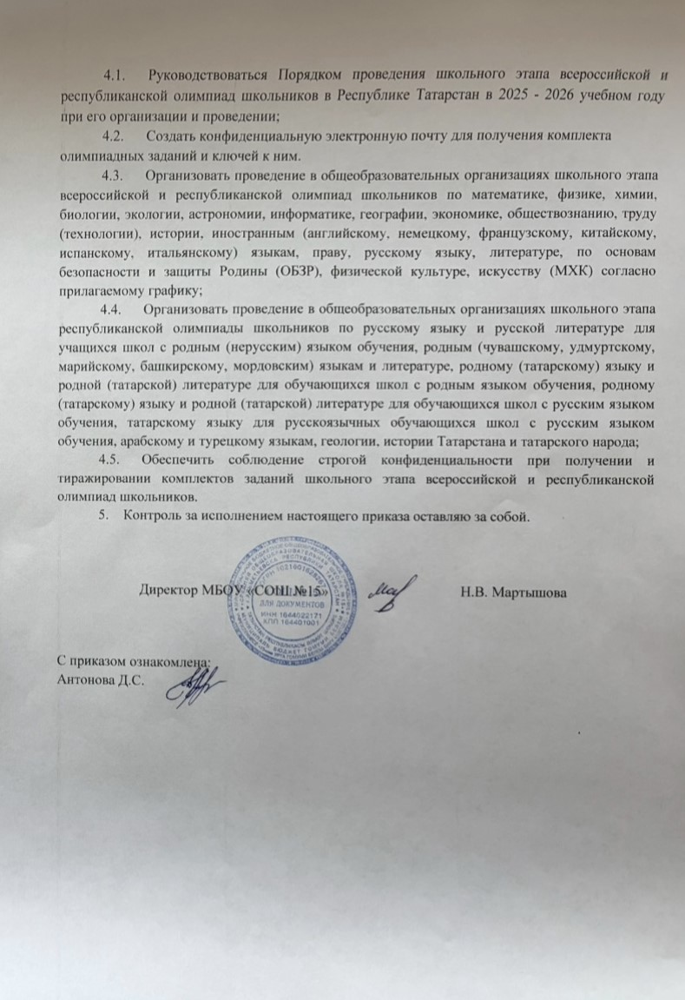 4.1. Руководствоваться Порядком проведения школьного этапа всероссийской и
республиканской олимпиад школьников в Республике Татарстан в 2025 - 2026 учебном году
при его организации и проведении;
4.2. Создать конфиденциальную электронную почту для получения комплекта
олимпиадных заданий и ключей к ним.
4.3. Организовать проведение в общеобразовательных организациях школьного этапа
всероссийской и республиканской олимпиад школьников по математике, физике, химии,
биологии, экологии, астрономии, информатике, географии, экономике, обществознанию, труду
(технологии), истории, иностранным (английскому, немецкому, французскому, китайскому,
испанскому, итальянскому) языкам, праву, русскому языку, литературе, по основам
безопасности и защиты Родины (ОБЗР), физической культуре, искусству (МХК) согласно
прилагаемому графику;
4.4. Организовать проведение в общеобразовательных организациях школьного этапа
республиканской олимпиады школьников по русскому языку и русской литературе для
учащихся школ с родным (нерусским) языком обучения, родным (чувашскому, удмуртскому,
марийскому, башкирскому, мордовским) языкам и литературе, родному (татарскому) языку и
родной (татарской) литературе для обучающихся школ с родным языком обучения, родному
(татарскому) языку и родной (татарской) литературе для обучающихся школ с русским языком
обучения, татарскому языку для русскоязычных обучающихся школ с русским языком
обучения, арабскому и турецкому языкам, геологии, истории Татарстана и татарского народа;
4.5. Обеспечить соблюдение строгой конфиденциальности при получении и
тиражировании комплектов заданий школьного этапа всероссийской и республиканской
олимпиад школьников.
5. Контроль за исполнением настоящего приказа оставляю за собой.
Директор МБОУ «СОШ №15» Н.В. Мартышова
ДЛЯ ДОКУМЕНТОВ
ИНН 1644022171
КПП 164401001
С приказом ознакомлена:
Антонова Д.С.